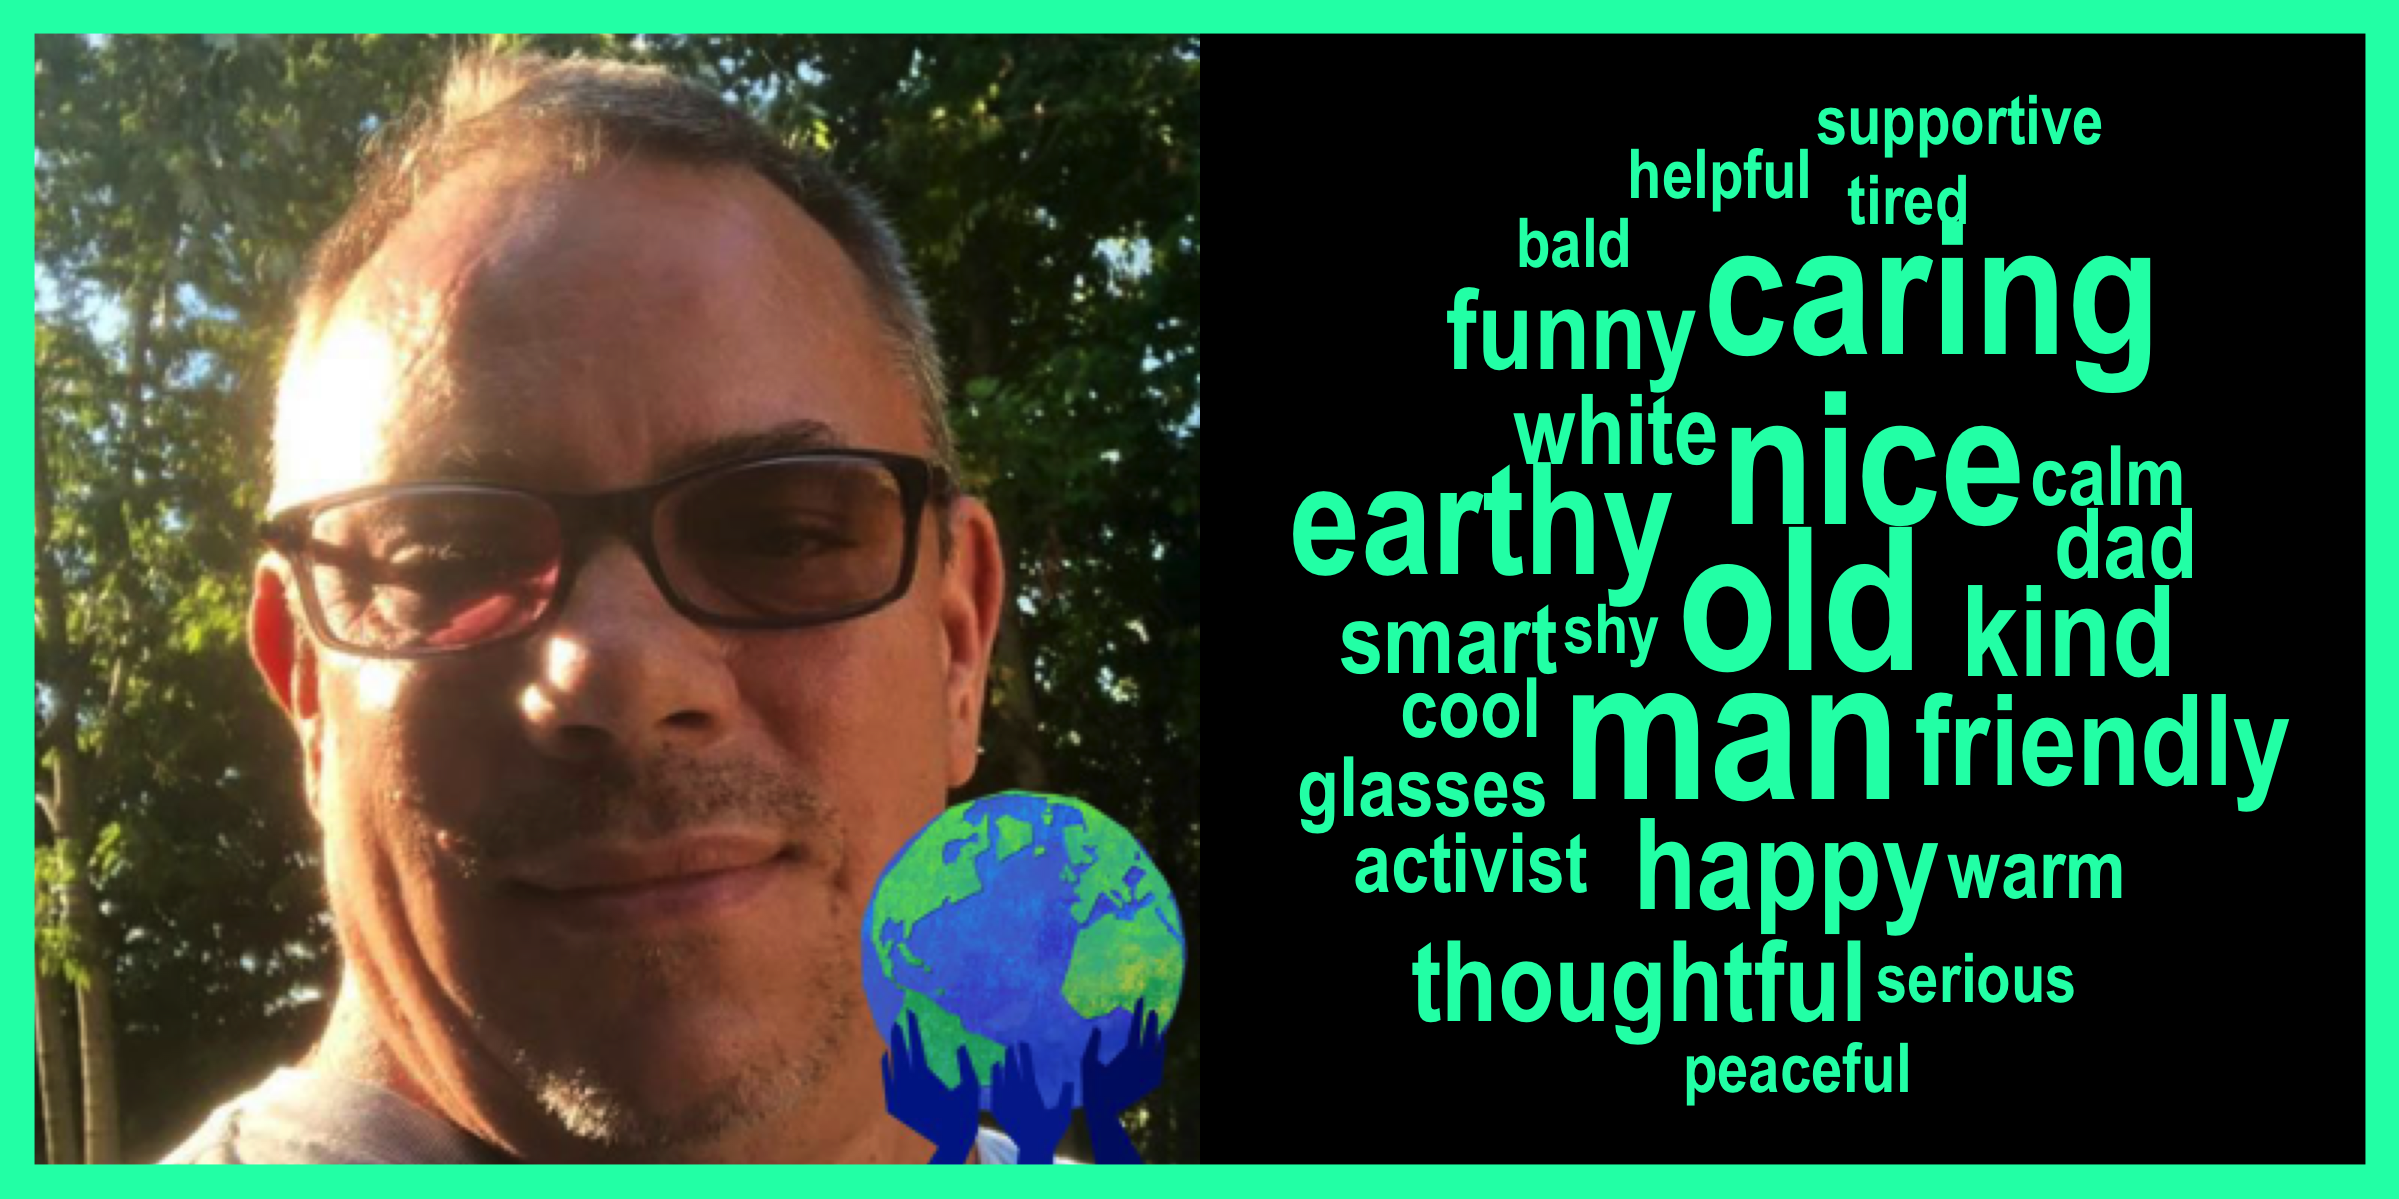 supportive
helpful
tired
bald
caring
funny
white
nice
calm
earthy
dad
old
kind
smart
shy
cool
man
friendly
glasses
activist
happy
warm
thoughtful
serious
peaceful